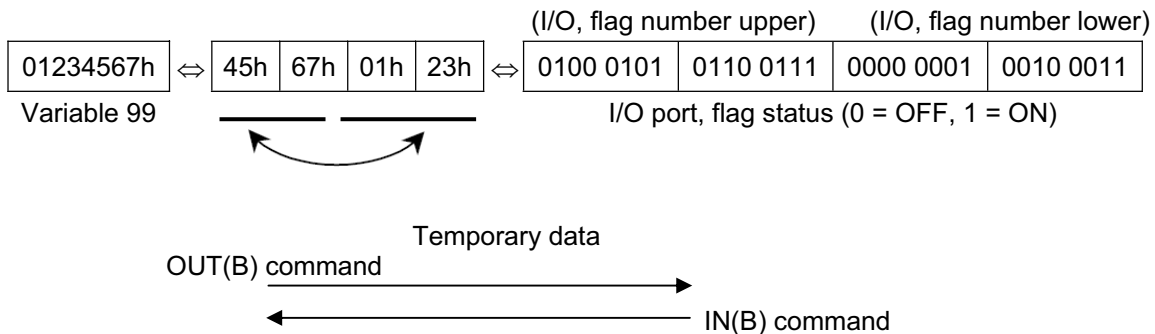 (I/O, flag number upper) (I/O, flag number lower)
01234567h ⇔ 45h 67h 01h 23h ⇔ 0100 0101 0110 0111 0000 0001 0010 0011
Variable 99 I/O port, flag status (0 = OFF, 1 = ON)
Temporary data
OUT(B) command
IN(B) command